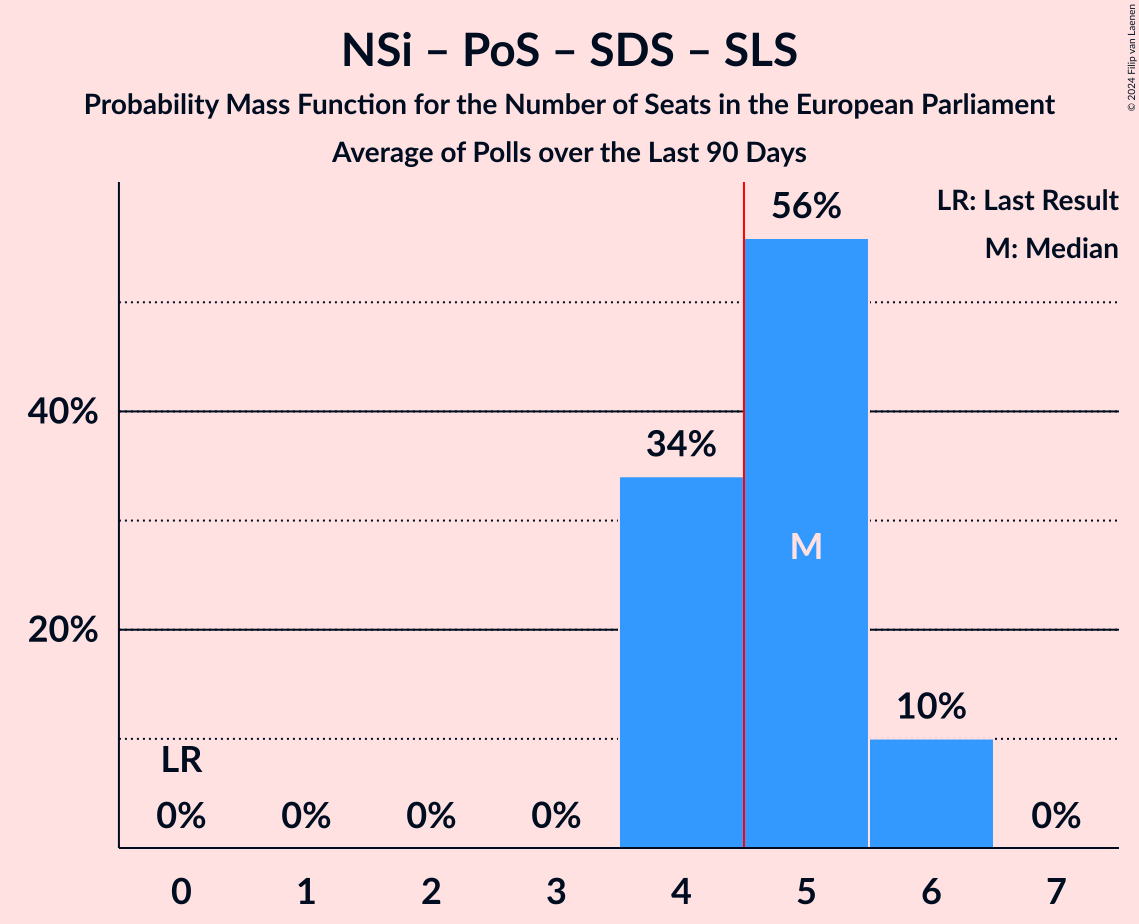 NSi – PoS – SDS – SLS
Probability Mass Function for the Number of Seats in the European Parliament
Average of Polls over the Last 90 Days
© 2024 Filip van Laenen
LR: Last Result
M: Median
56%
40%
34%
M
20%
10%
LR
0% 0% 0% 0% 0%
0 1 2 3 4 5 6 7